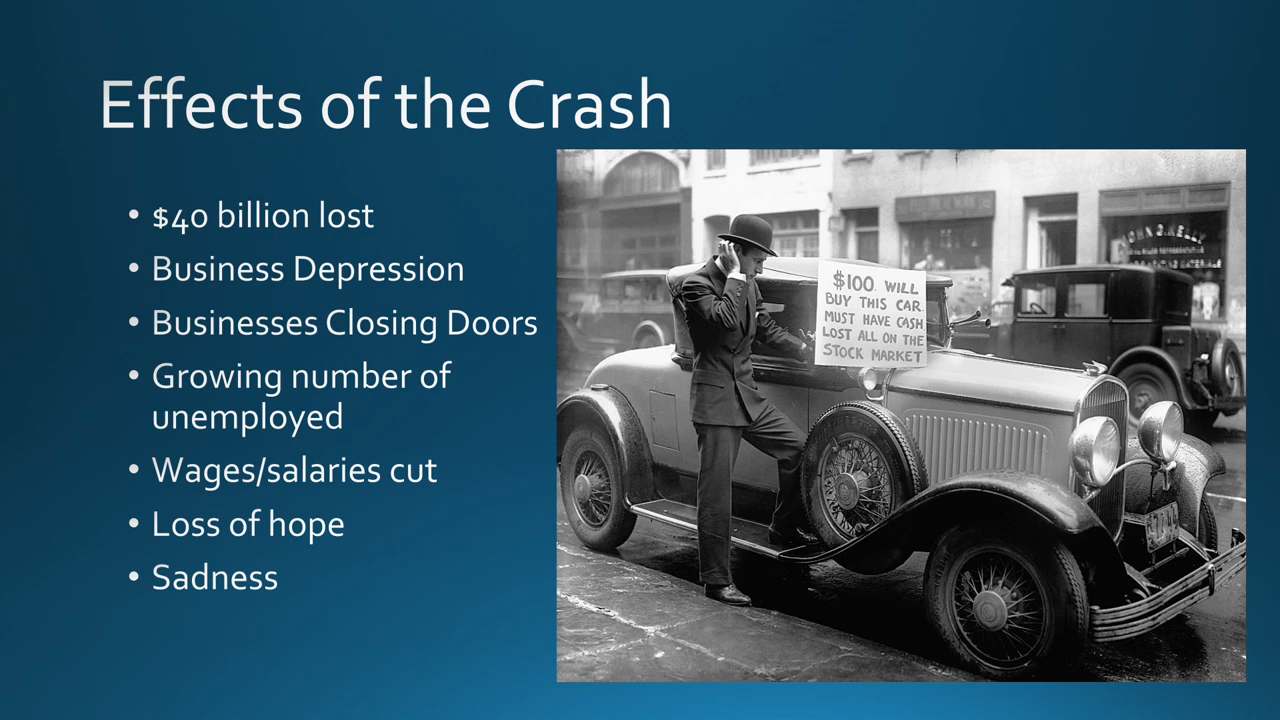 Effects of the Crash
• $40 billion lost
• Business Depression
• Businesses Closing Doors
• Growing number of
unemployed
• Wages/salaries cut
• Loss of hope
• Sadness
$100. WILL
BUY THIS CAR.
MUST HAVE CASH
LOST ALL ON THE
STOCK MARKET